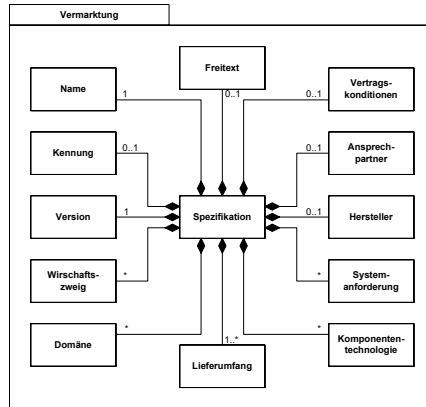 Vermarktung
Freitext
0..1
Name
1
Vertrags-
konditionen
0..1
Kennung
0..1
Ansprech-
partner
0..1
Version
1
Spezifikation
Hersteller
0..1
Wirschafts-
zweig
*
System-
anforderung
*
Domäne
*
Lieferumfang
1..*
Komponenten-
technologie
*